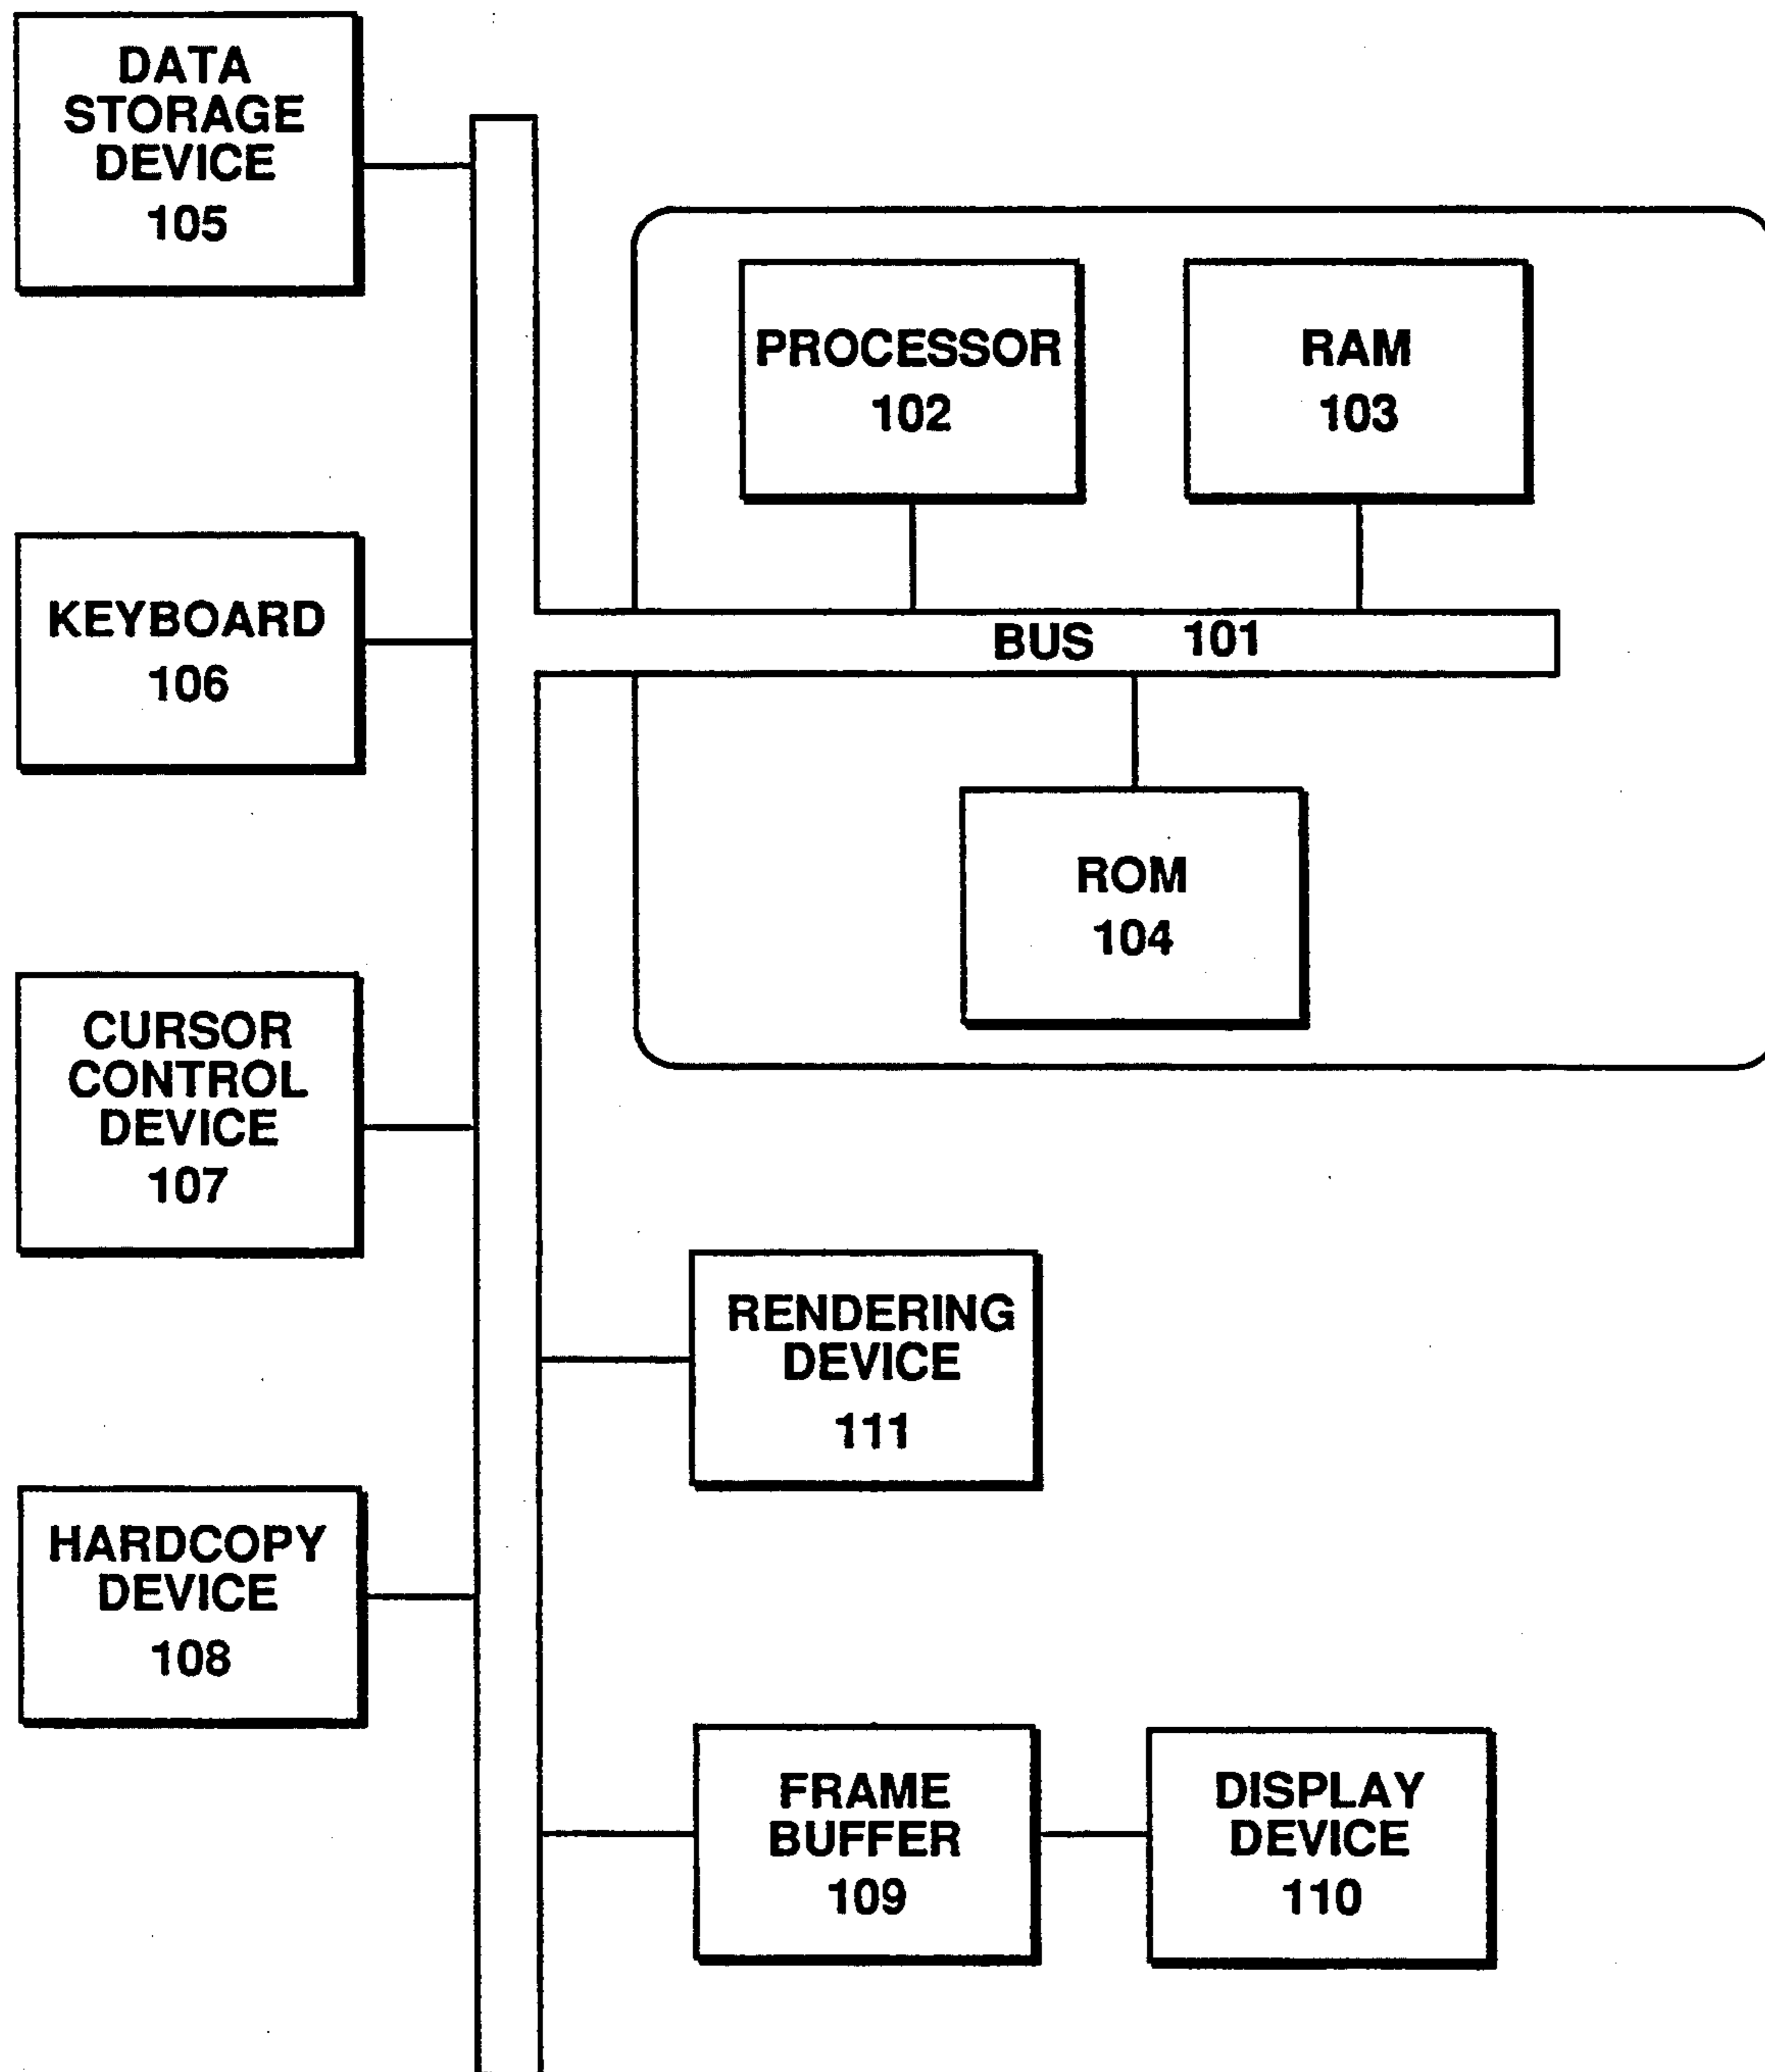 DATA
STORAGE
DEVICE
105
PROCESSOR
102
RAM
103
KEYBOARD
106
BUS 101
ROM
104
CURSOR
CONTROL
DEVICE
107
RENDERING
DEVICE
111
HARDCOPY
DEVICE
108
FRAME
BUFFER
109
DISPLAY
DEVICE
110